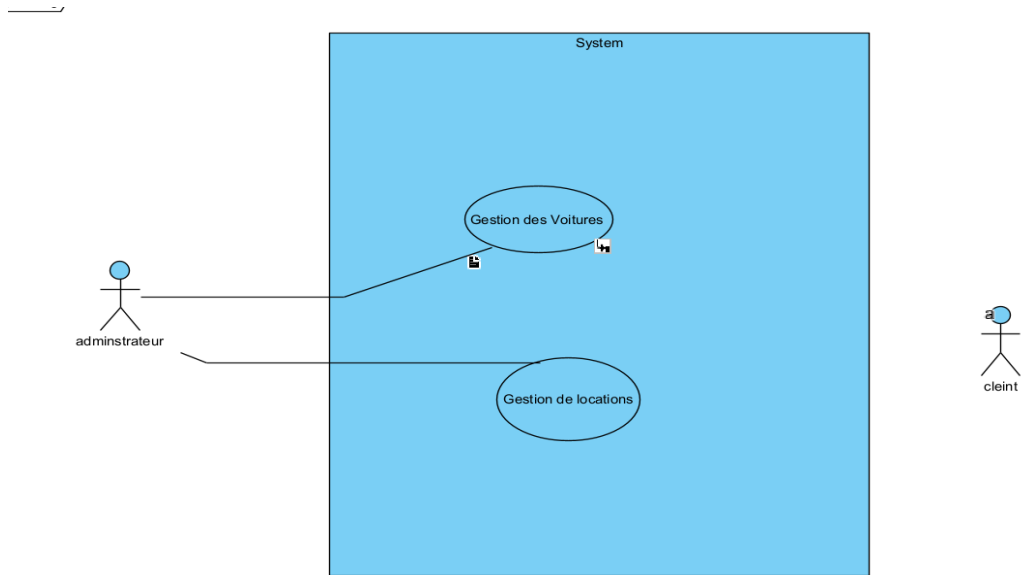 System
Gestion des Voitures
adminstrateur
a
cleint
Gestion de locations